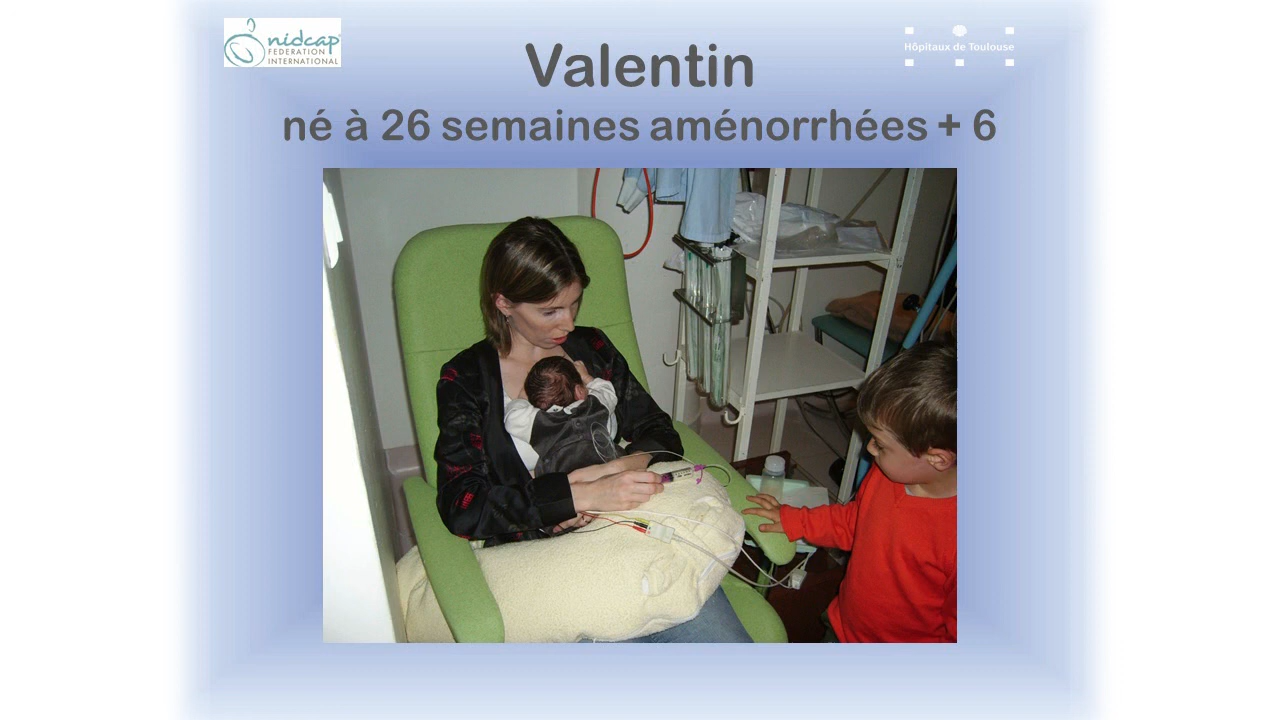 nidcap
FEDERATION
INTERNATIONAL
Hôpitaux de Toulouse
Valentin
né à 26 semaines aménorrhées + 6